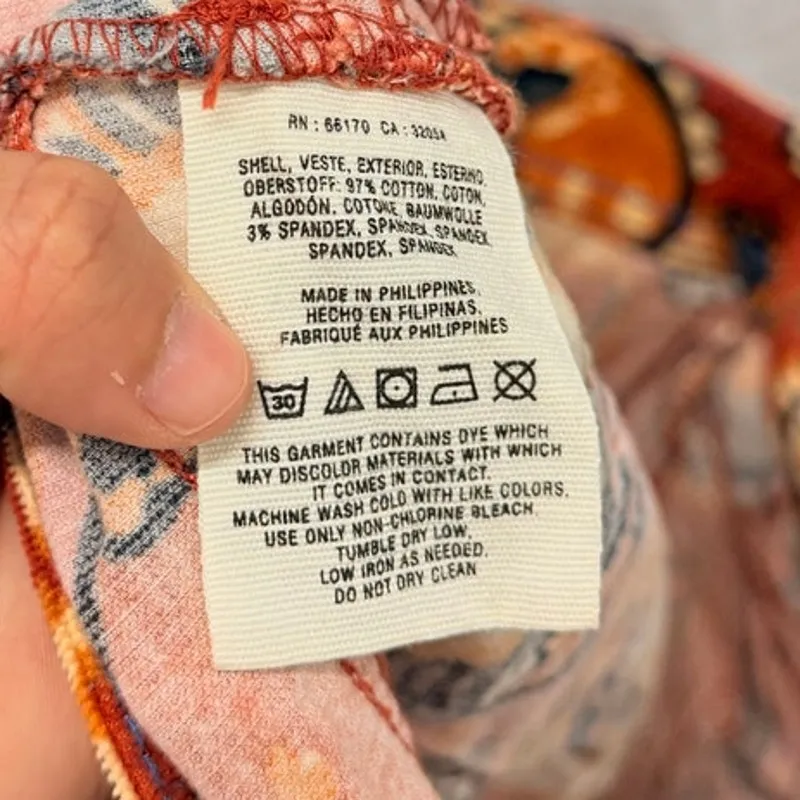 RN : 66170 CA : 32054
SHELL, VESTE, EXTERIOR, ESTERNO,
OBERSTOFF: 97% COTTON, COTON,
ALGODÓN, COTONE, BAUMWOLLE
3% SPANDEX, SPANDEX, SPANDEX,
SPANDEX, SPANDEX
MADE IN PHILIPPINES,
HECHO EN FILIPINAS,
FABRIQUÉ AUX PHILIPPINES
30
THIS GARMENT CONTAINS DYE WHICH
MAY DISCOLOR MATERIALS WITH WHICH
IT COMES IN CONTACT.
MACHINE WASH COLD WITH LIKE COLORS,
USE ONLY NON-CHLORINE BLEACH,
TUMBLE DRY LOW,
LOW IRON AS NEEDED,
DO NOT DRY CLEAN